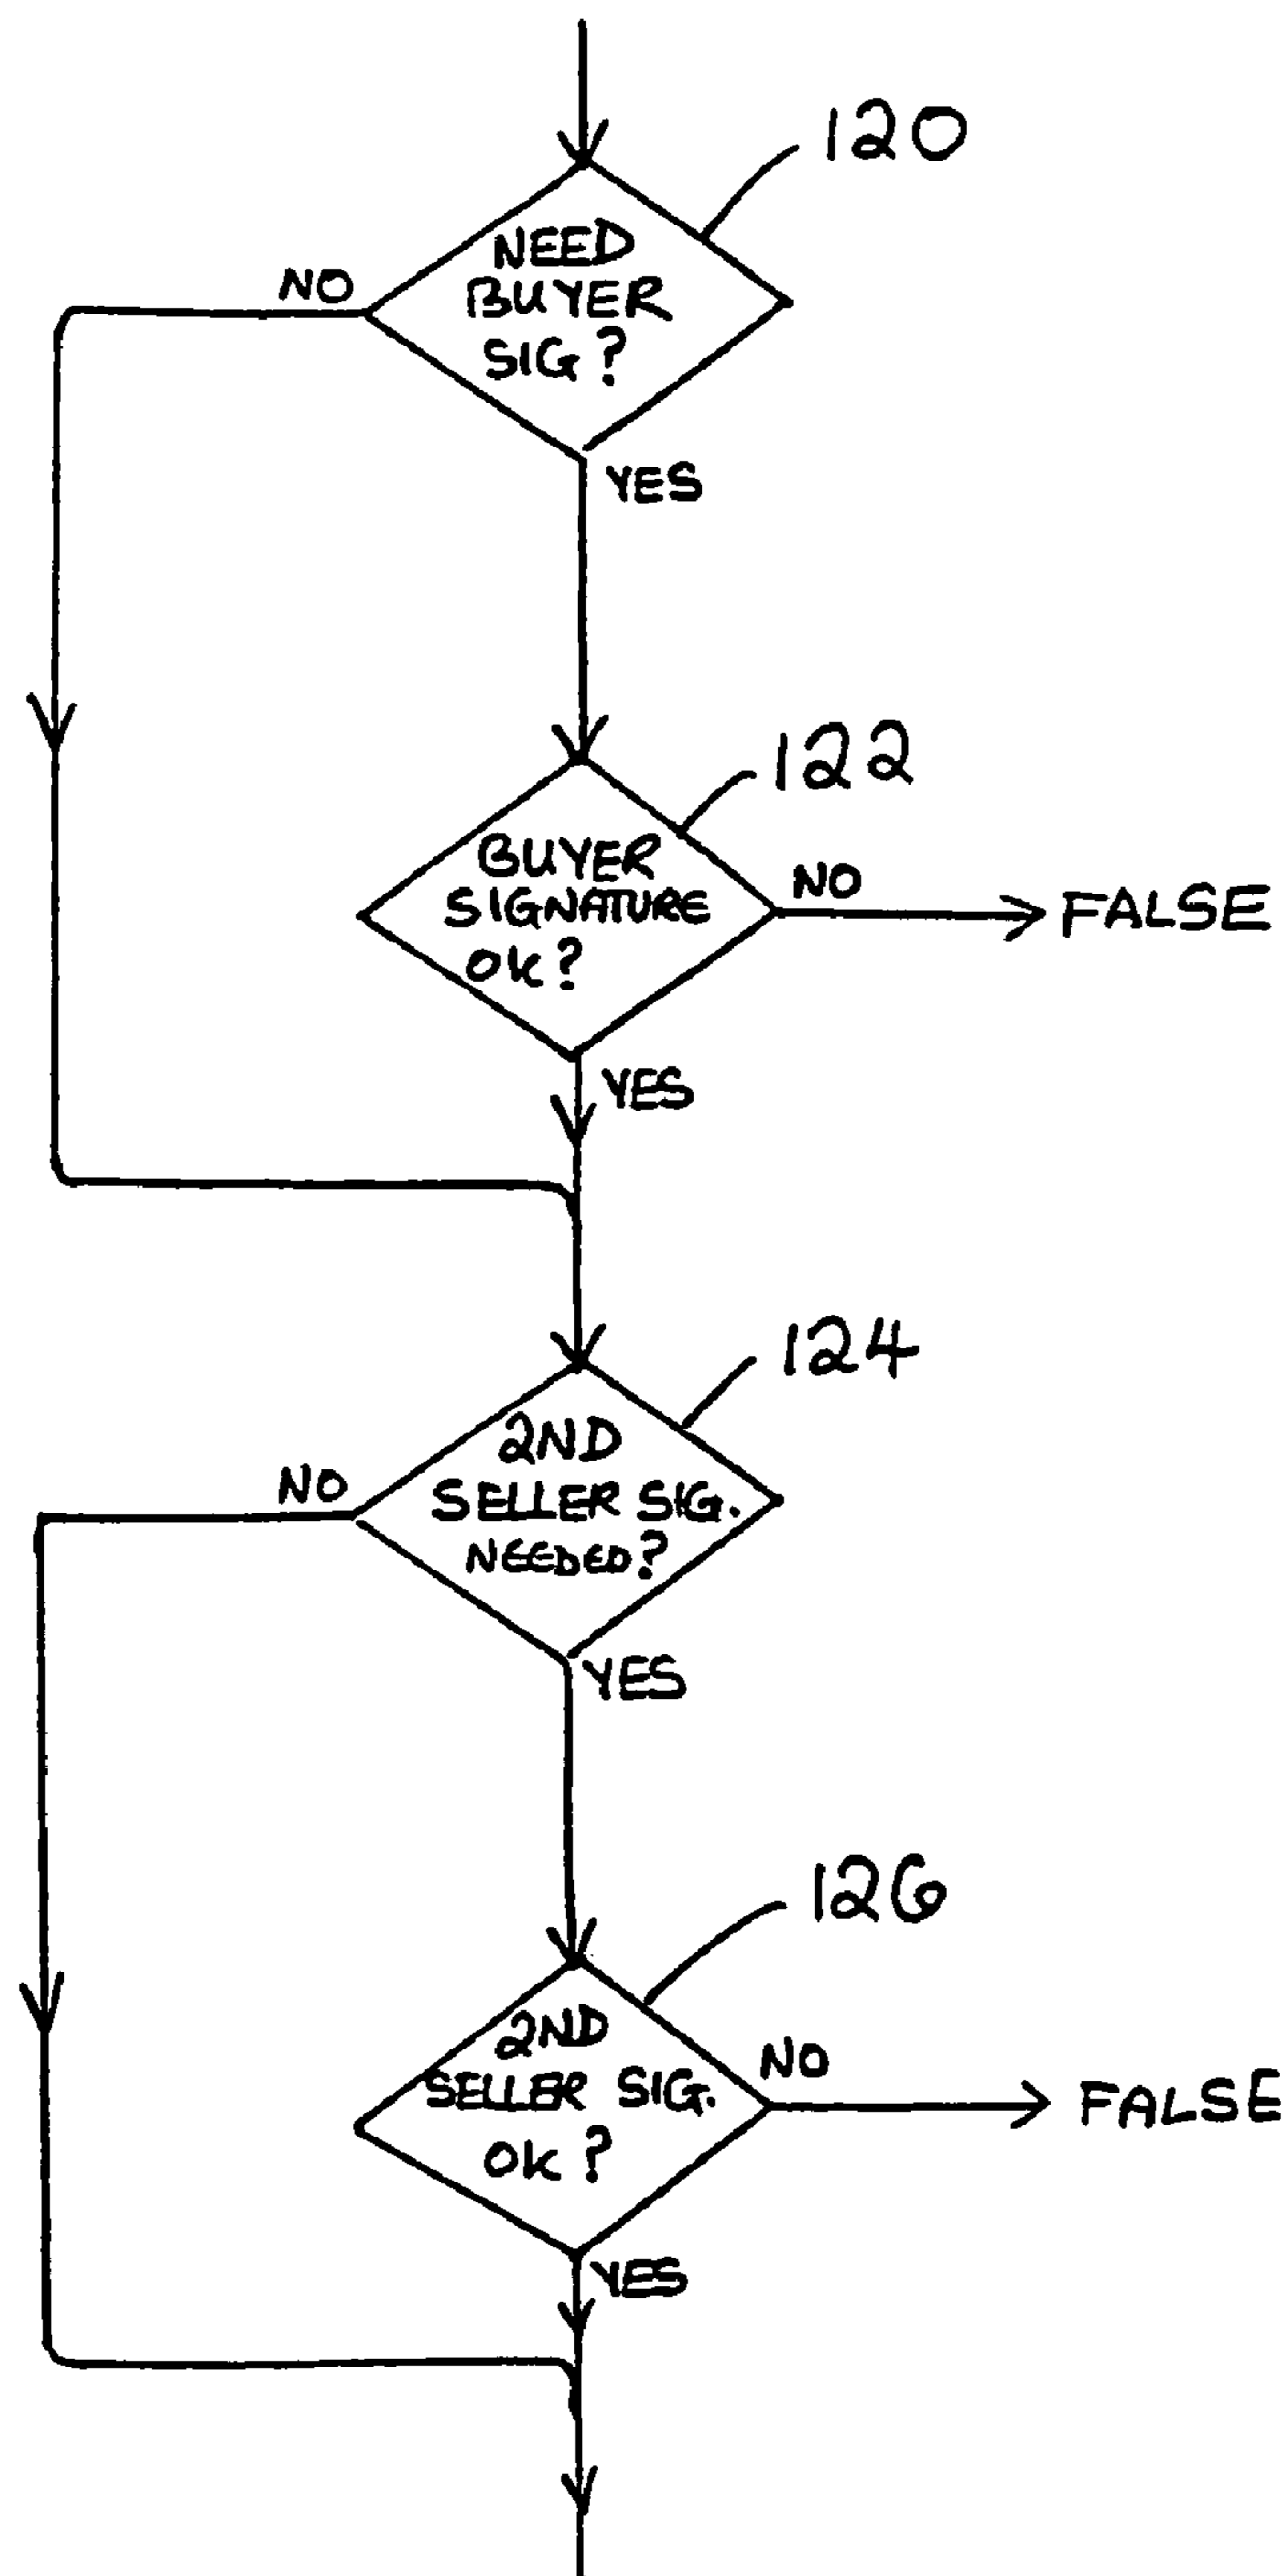 120
NEED
BUYER
SIG?
NO
YES
122
BUYER
SIGNATURE
OK?
NO
FALSE
YES
124
2ND
SELLER SIG.
NEEDED?
NO
YES
126
2ND
SELLER SIG.
OK?
NO
FALSE
YES